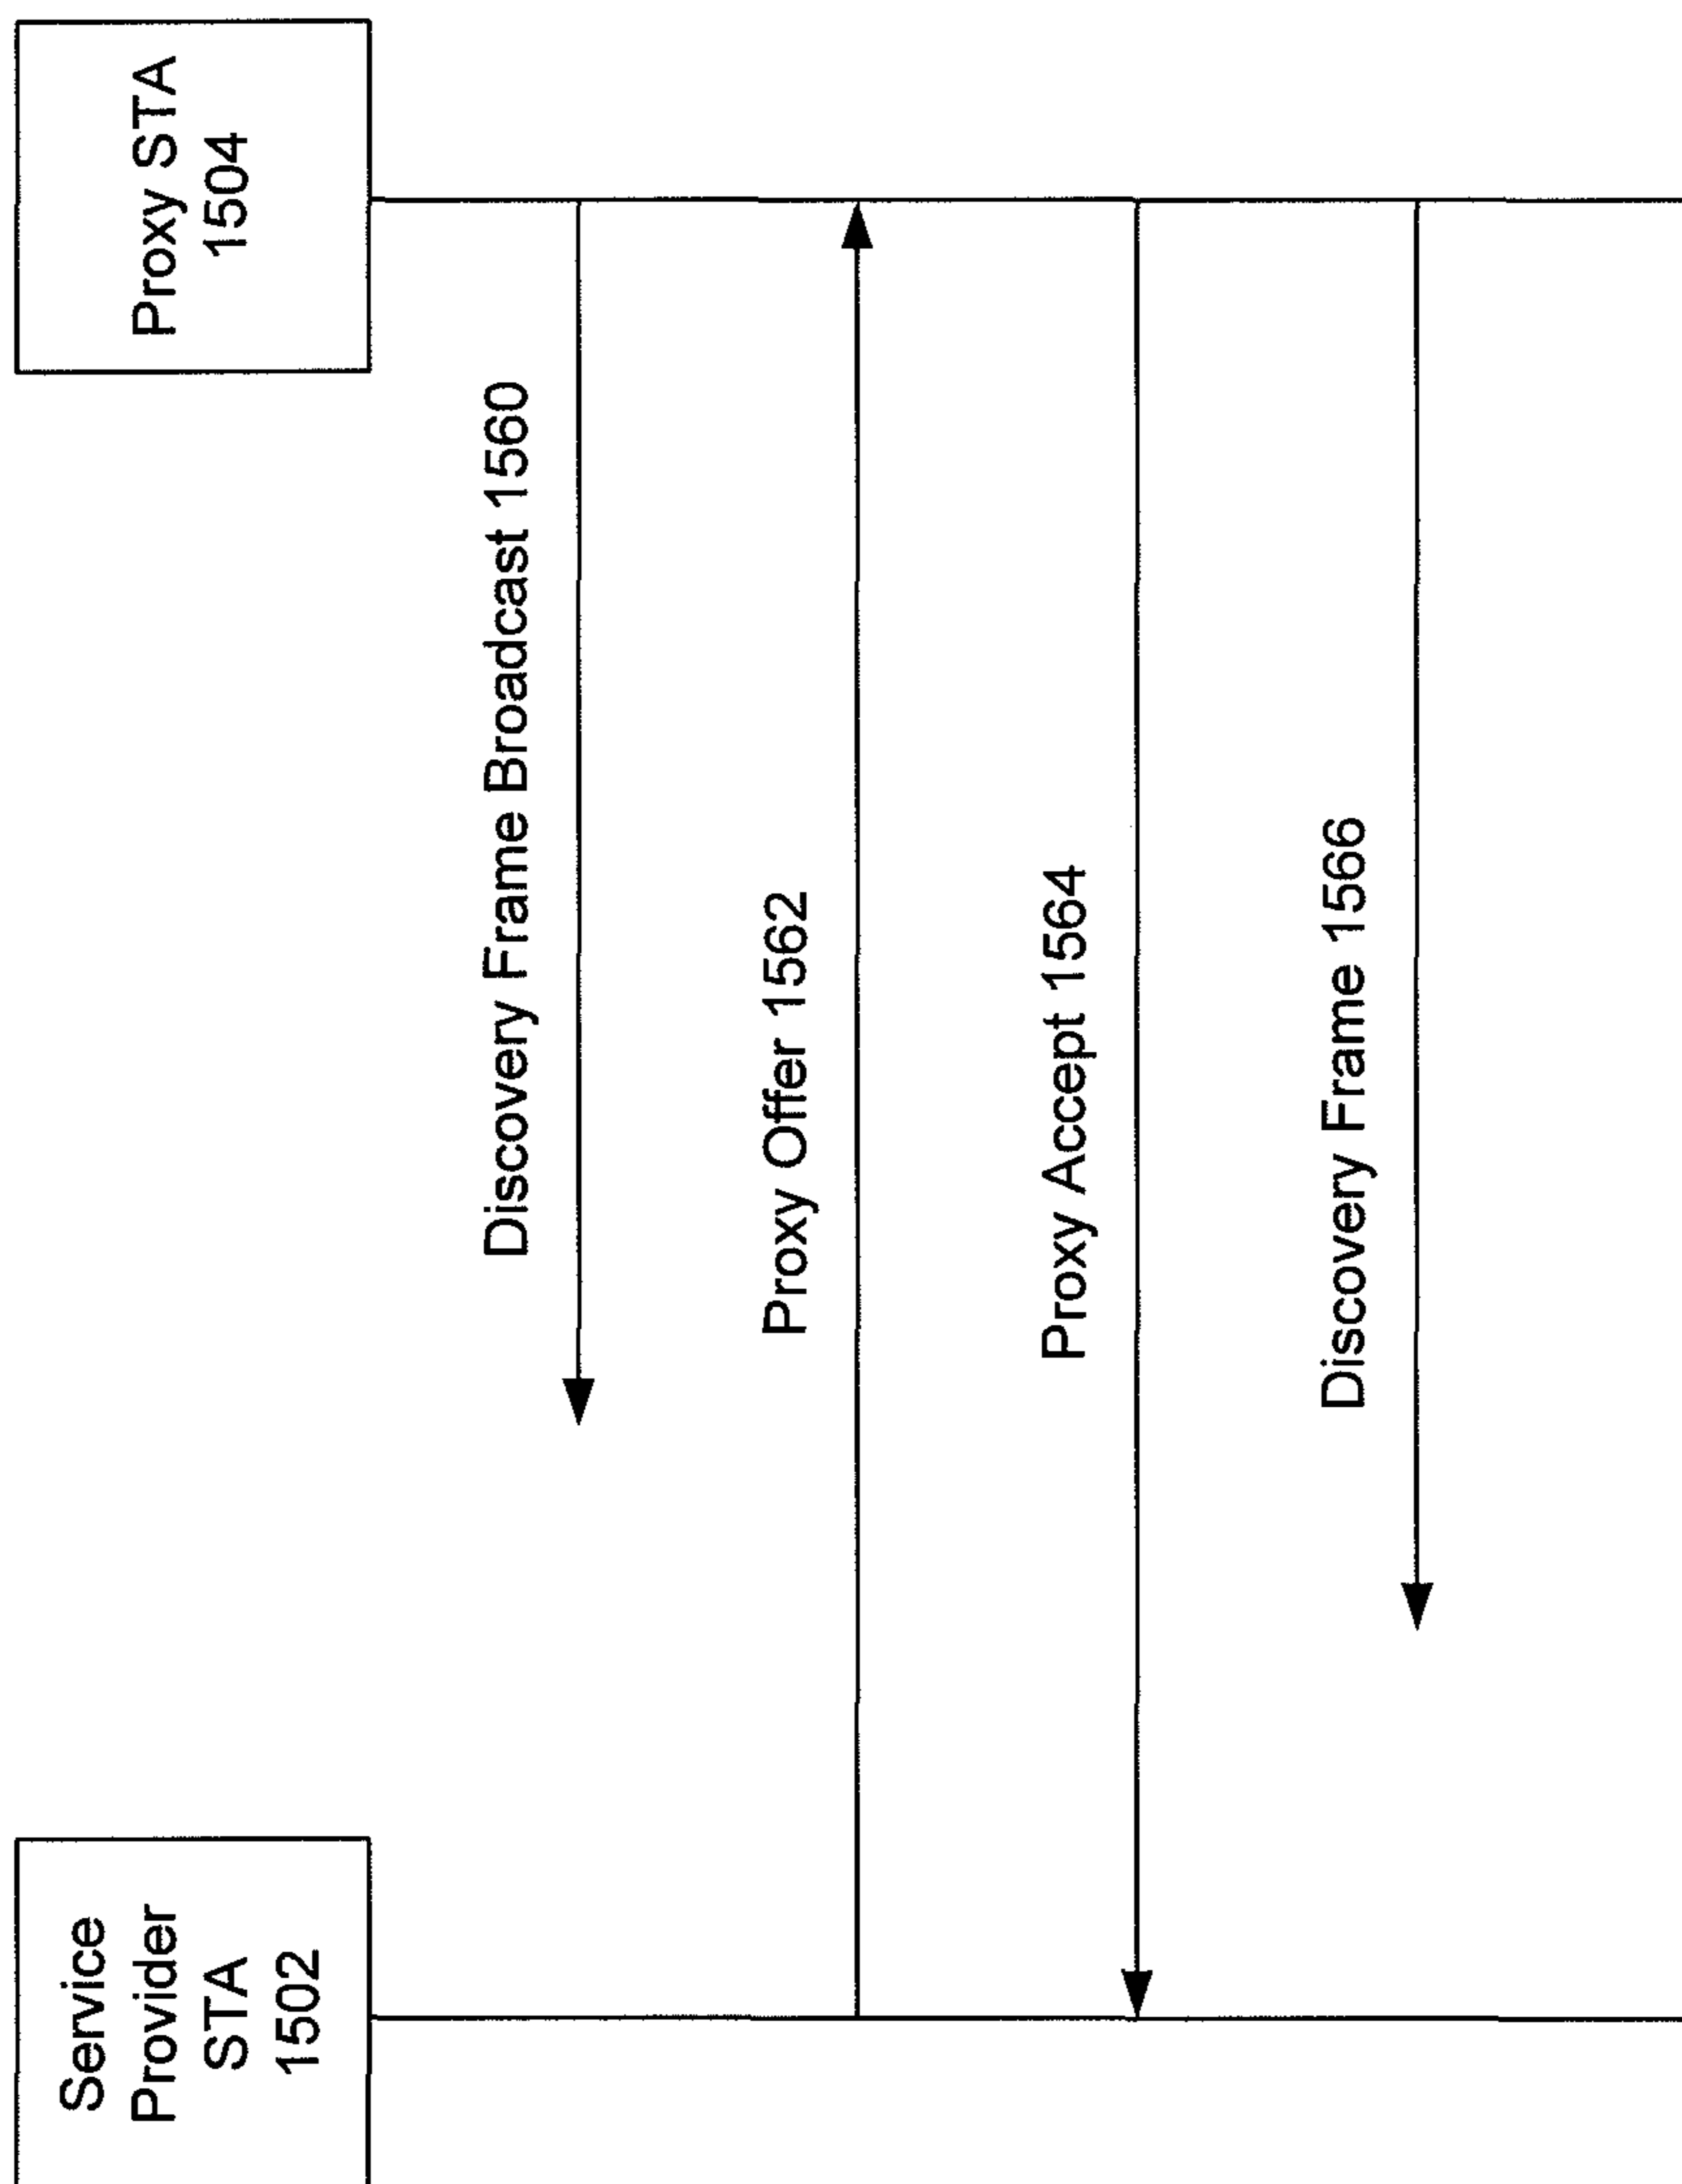 Service
Provider
STA
1502
Proxy STA
1504
Discovery Frame Broadcast 1560
Proxy Offer 1562
Proxy Accept 1564
Discovery Frame 1566